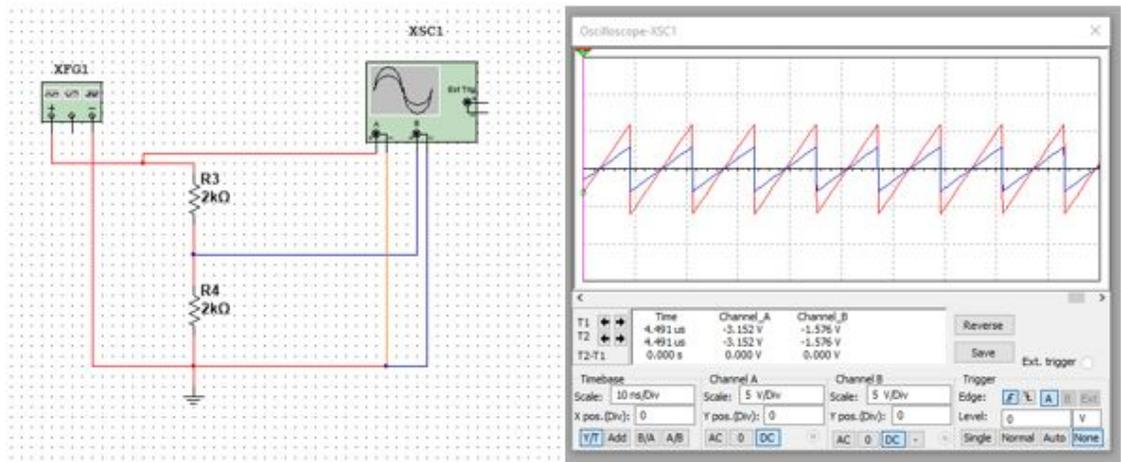 XSC1
XFG1
Ext Trig
A
B
R3
2kΩ
R4
2kΩ
Oscilloscope-XSC1
Time Channel_A Channel_B
T1 4.491 us -3.152 V -1.576 V
T2 4.491 us -3.152 V -1.576 V
T2-T1 0.000 s 0.000 V 0.000 V
Reverse
Save
Ext. trigger
Timebase
Scale: 10 ns/Div
X pos.(Div): 0
Y/T Add B/A A/B
Channel A
Scale: 5 V/Div
Y pos.(Div): 0
AC 0 DC
Channel B
Scale: 5 V/Div
Y pos.(Div): 0
AC 0 DC -
Trigger
Edge: A B Ext
Level: 0 V
Single Normal Auto None